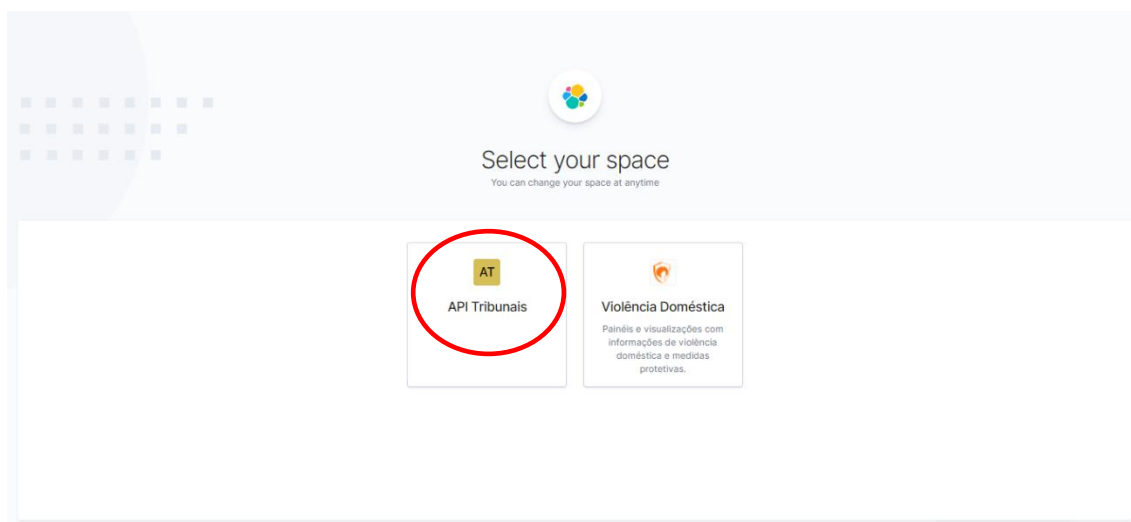 Select your space
You can change your space at anytime
AT
API Tribunais
Violência Doméstica
Painéis e visualizações com
informações de violência
doméstica e medidas
protetivas.